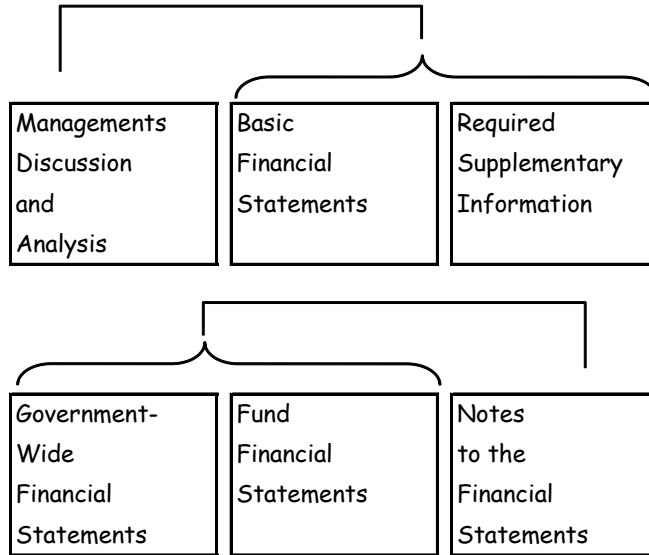 Managements
Discussion
and
Analysis
Basic
Financial
Statements
Required
Supplementary
Information
Government-
Wide
Financial
Statements
Fund
Financial
Statements
Notes
to the
Financial
Statements